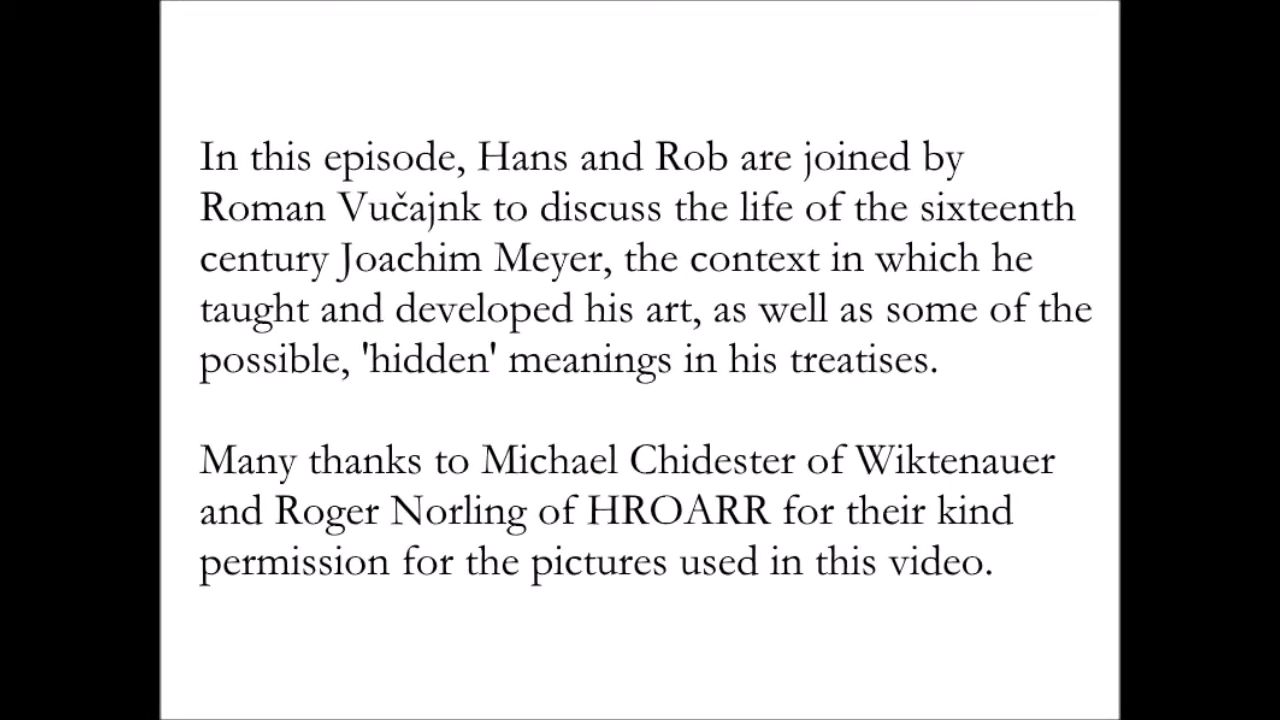 In this episode, Hans and Rob are joined by
Roman Vučajnk to discuss the life of the sixteenth
century Joachim Meyer, the context in which he
taught and developed his art, as well as some of the
possible, 'hidden' meanings in his treatises.
Many thanks to Michael Chidester of Wiktenauer
and Roger Norling of HROARR for their kind
permission for the pictures used in this video.